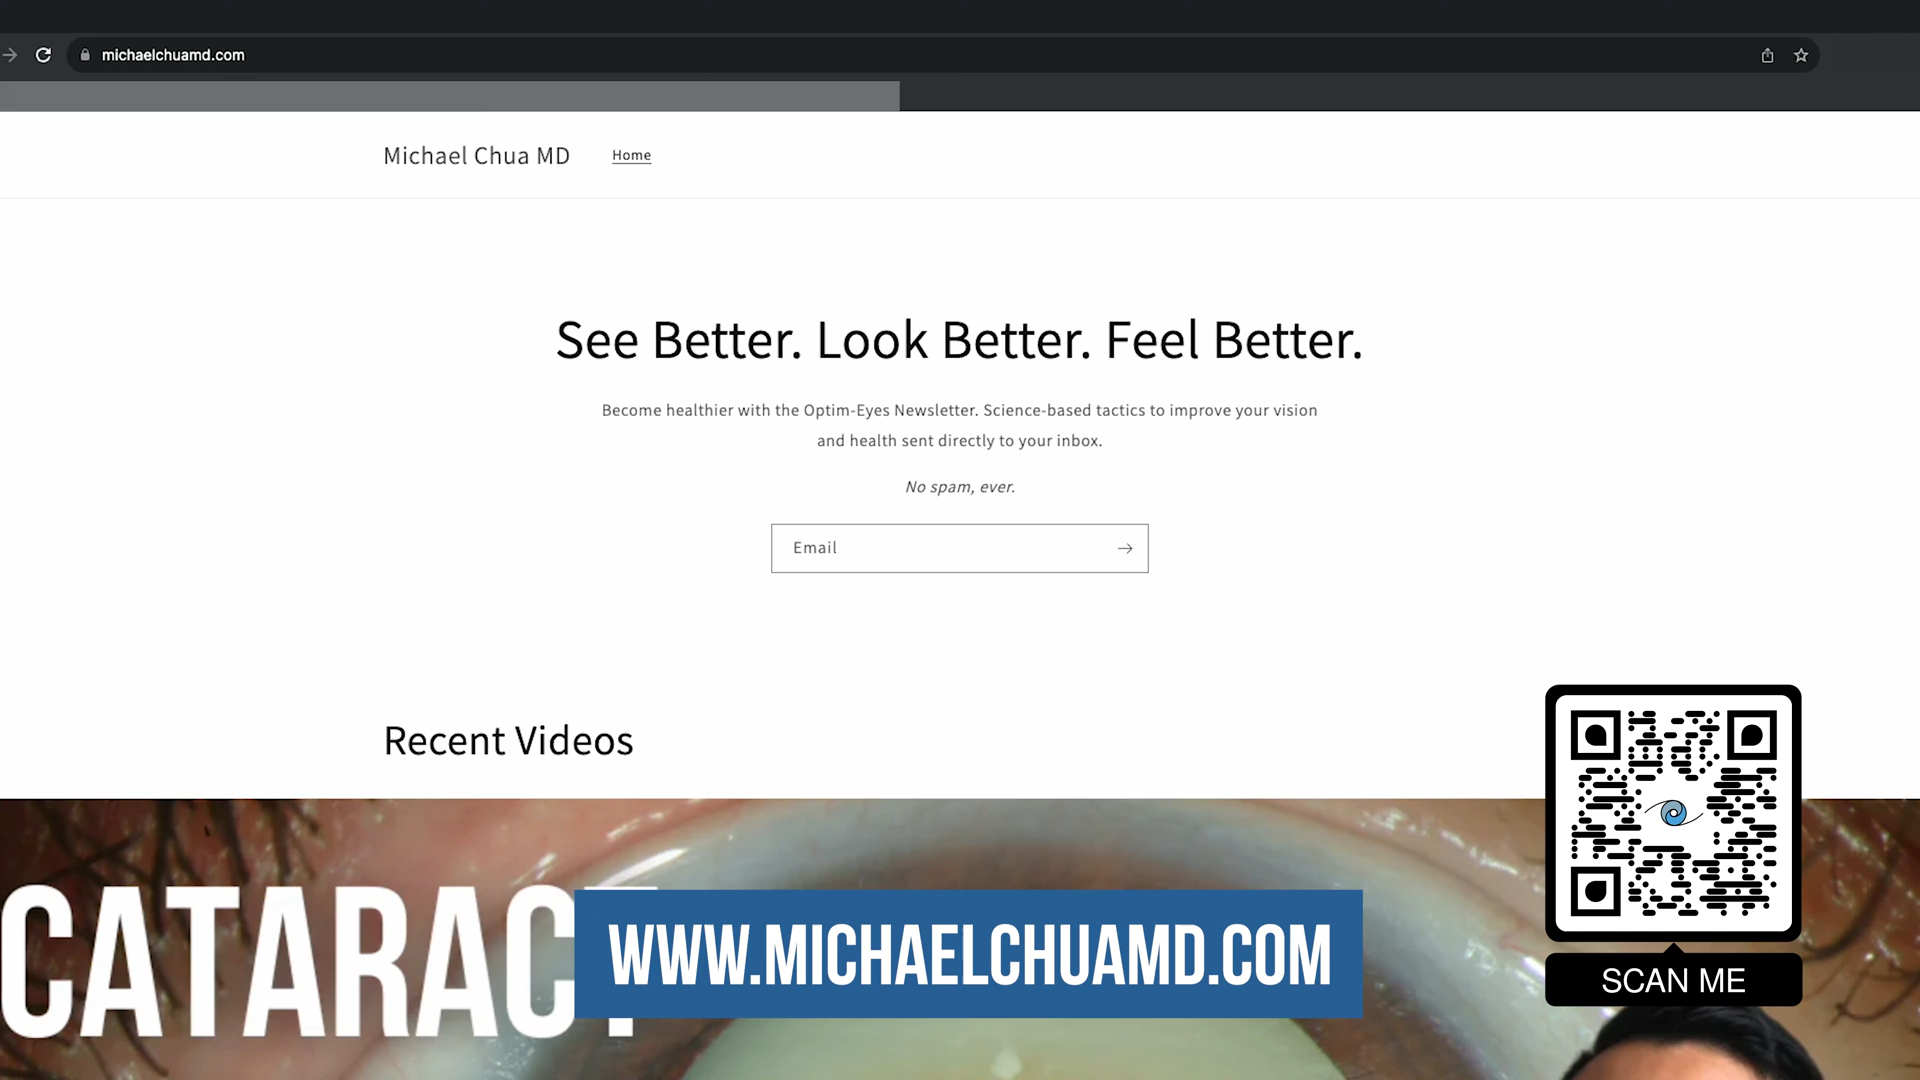 michaelchuamd.com
Michael Chua MD
Home
See Better. Look Better. Feel Better.
Become healthier with the Optim-Eyes Newsletter. Science-based tactics to improve your vision
and health sent directly to your inbox.
No spam, ever.
Email
Recent Videos
CATARACT
WWW.MICHAELCHUAMD.COM
SCAN ME